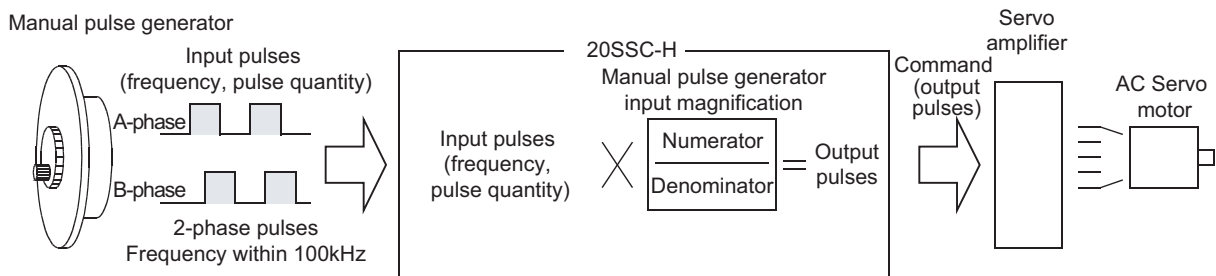 Manual pulse generator
Input pulses
(frequency, pulse quantity)
A-phase
B-phase
2-phase pulses
Frequency within 100kHz
20SSC-H
Manual pulse generator
input magnification
Input pulses
(frequency,
pulse quantity)
Numerator
Denominator
=
Output
pulses
Command
(output
pulses)
Servo
amplifier
AC Servo
motor